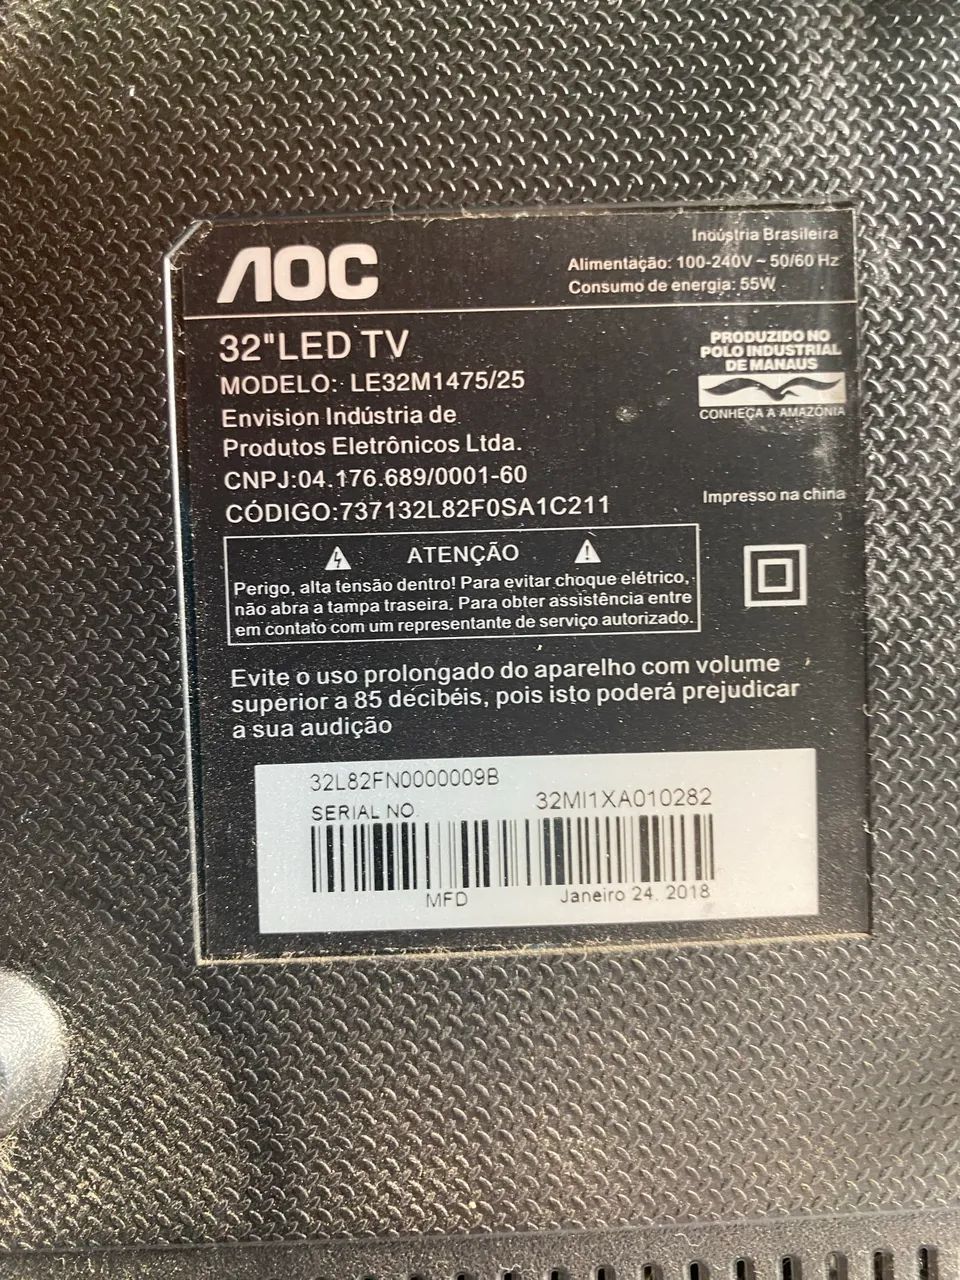 AOC
Indústria Brasileira
Alimentação: 100-240V ~ 50/60 Hz
Consumo de energia: 55W
32"LED TV
MODELO: LE32M1475/25
Envision Indústria de
Produtos Eletrônicos Ltda.
CNPJ:04.176.689/0001-60
CÓDIGO:737132L82F0SA1C211
PRODUZIDO NO
POLO INDUSTRIAL
DE MANAUS
CONHEÇA A AMAZÔNIA
Impresso na china
ATENÇÃO
Perigo, alta tensão dentro! Para evitar choque elétrico,
não abra a tampa traseira. Para obter assistência entre
em contato com um representante de serviço autorizado.
Evite o uso prolongado do aparelho com volume
superior a 85 decibéis, pois isto poderá prejudicar
a sua audição
32L82FN0000009B
SERIAL NO. 32MI1XA010282
MFD Janeiro 24. 2018